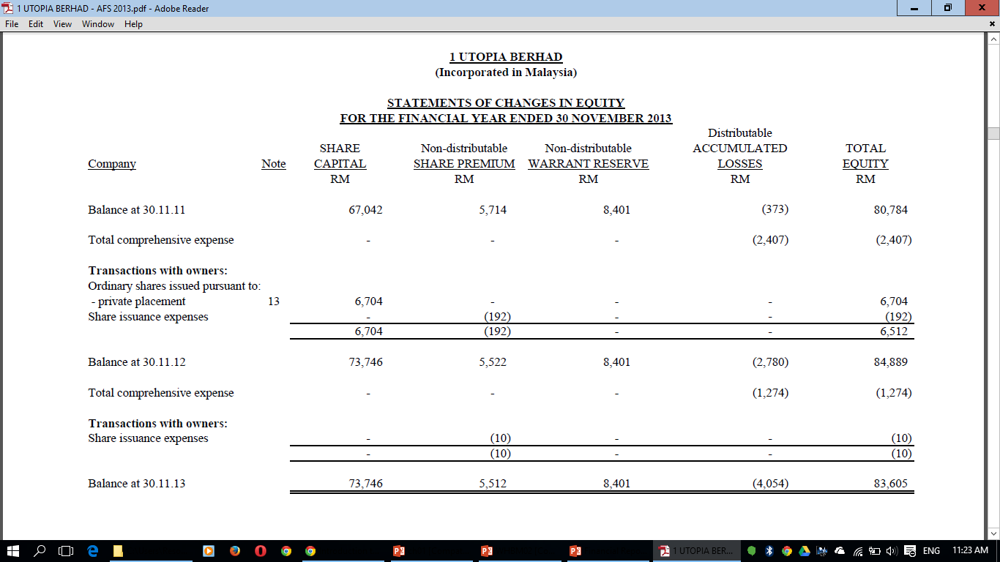 1 UTOPIA BERHAD - AFS 2013.pdf - Adobe Reader
File Edit View Window Help
1 UTOPIA BERHAD
(Incorporated in Malaysia)
STATEMENTS OF CHANGES IN EQUITY
FOR THE FINANCIAL YEAR ENDED 30 NOVEMBER 2013
Distributable
SHARE Non-distributable Non-distributable ACCUMULATED TOTAL
Company Note CAPITAL SHARE PREMIUM WARRANT RESERVE LOSSES EQUITY
RM RM RM RM RM
Balance at 30.11.11 67,042 5,714 8,401 (373) 80,784
Total comprehensive expense - - - (2,407) (2,407)
Transactions with owners:
Ordinary shares issued pursuant to:
- private placement 13 6,704 - - - 6,704
Share issuance expenses - (192) - - (192)
6,704 (192) - - 6,512
Balance at 30.11.12 73,746 5,522 8,401 (2,780) 84,889
Total comprehensive expense - - - (1,274) (1,274)
Transactions with owners:
Share issuance expenses - (10) - - (10)
- (10) - - (10)
Balance at 30.11.13 73,746 5,512 8,401 (4,054) 83,605
1 UTOPIA BER... ENG 11:23 AM